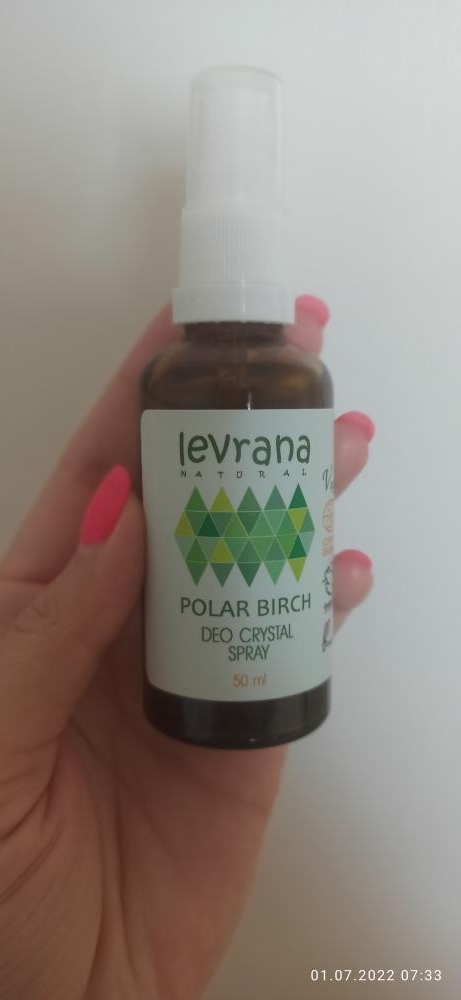 levrana
NATURAL
POLAR BIRCH
DEO CRYSTAL
SPRAY
50 ml
01.07.2022 07:33